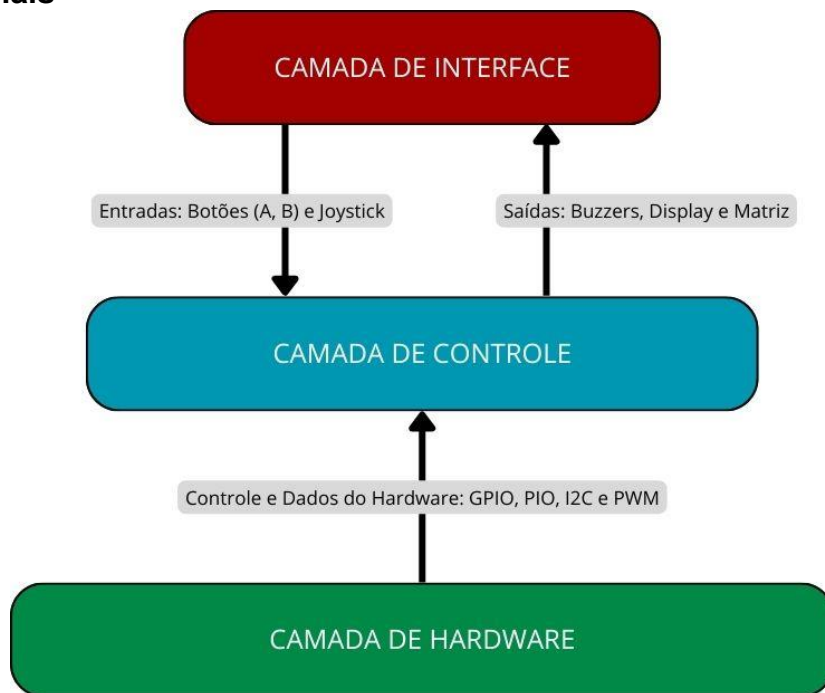 CAMADA DE INTERFACE
Entradas: Botões (A, B) e Joystick
Saídas: Buzzers, Display e Matriz
CAMADA DE CONTROLE
Controle e Dados do Hardware: GPIO, PIO, I2C e PWM
CAMADA DE HARDWARE